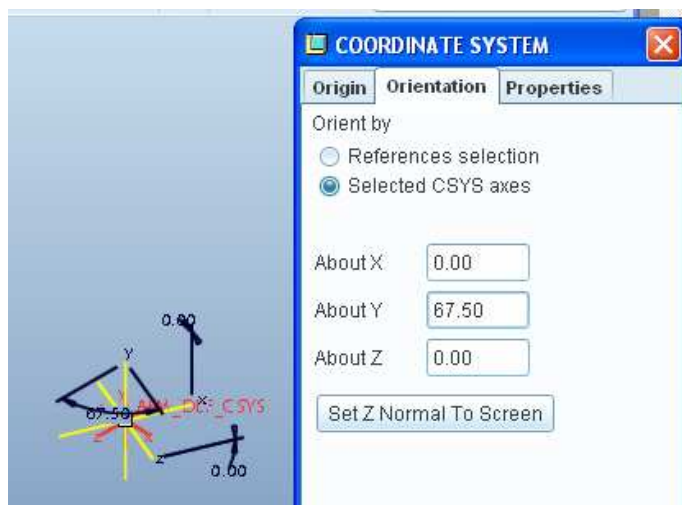 COORDINATE SYSTEM
Origin Orientation Properties
Orient by
References selection
Selected CSYS axes
About X 0.00
About Y 67.50
About Z 0.00
Set Z Normal To Screen
0.00
Y
67.50
X
Z
0.00